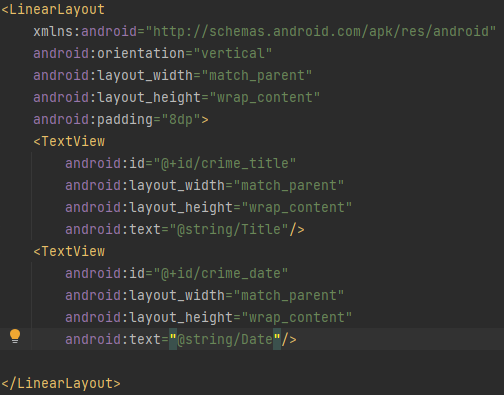 <LinearLayout
    xmlns:android="http://schemas.android.com/apk/res/android"
    android:orientation="vertical"
    android:layout_width="match_parent"
    android:layout_height="wrap_content"
    android:padding="8dp">
    <TextView
        android:id="@+id/crime_title"
        android:layout_width="match_parent"
        android:layout_height="wrap_content"
        android:text="@string/Title"/>
    <TextView
        android:id="@+id/crime_date"
        android:layout_width="match_parent"
        android:layout_height="wrap_content"
        android:text="@string/Date"/>
</LinearLayout>